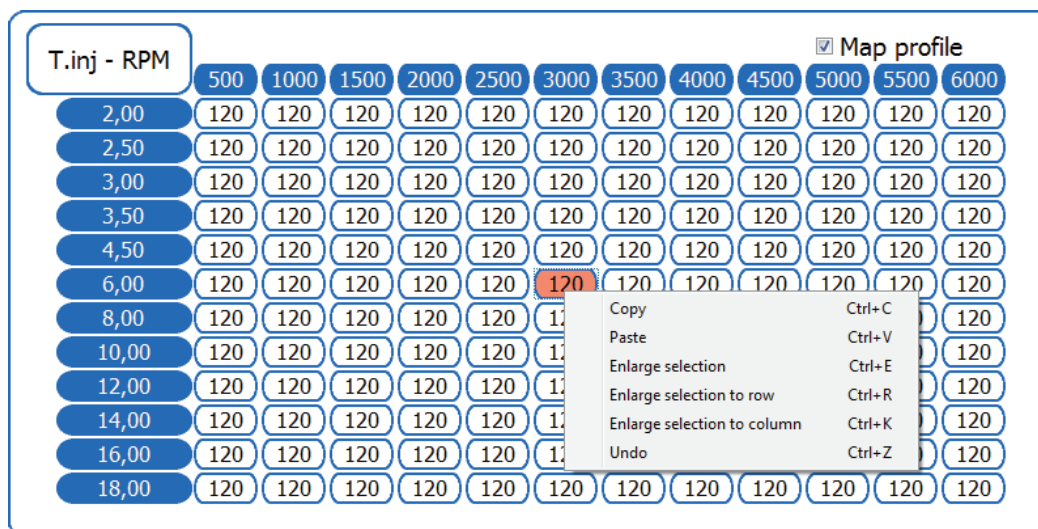 Map profile
T.inj - RPM
500 1000 1500 2000 2500 3000 3500 4000 4500 5000 5500 6000
2,00 120 120 120 120 120 120 120 120 120 120 120 120
2,50 120 120 120 120 120 120 120 120 120 120 120 120
3,00 120 120 120 120 120 120 120 120 120 120 120 120
3,50 120 120 120 120 120 120 120 120 120 120 120 120
4,50 120 120 120 120 120 120 120 120 120 120 120 120
6,00 120 120 120 120 120 120 120 120 120 120 120 120
8,00 120 120 120 120 120 120
10,00 120 120 120 120 120 120
12,00 120 120 120 120 120 120
14,00 120 120 120 120 120 120
16,00 120 120 120 120 120 120
18,00 120 120 120 120 120 120 120 120 120 120 120 120
Copy Ctrl+C
Paste Ctrl+V
Enlarge selection Ctrl+E
Enlarge selection to row Ctrl+R
Enlarge selection to column Ctrl+K
Undo Ctrl+Z